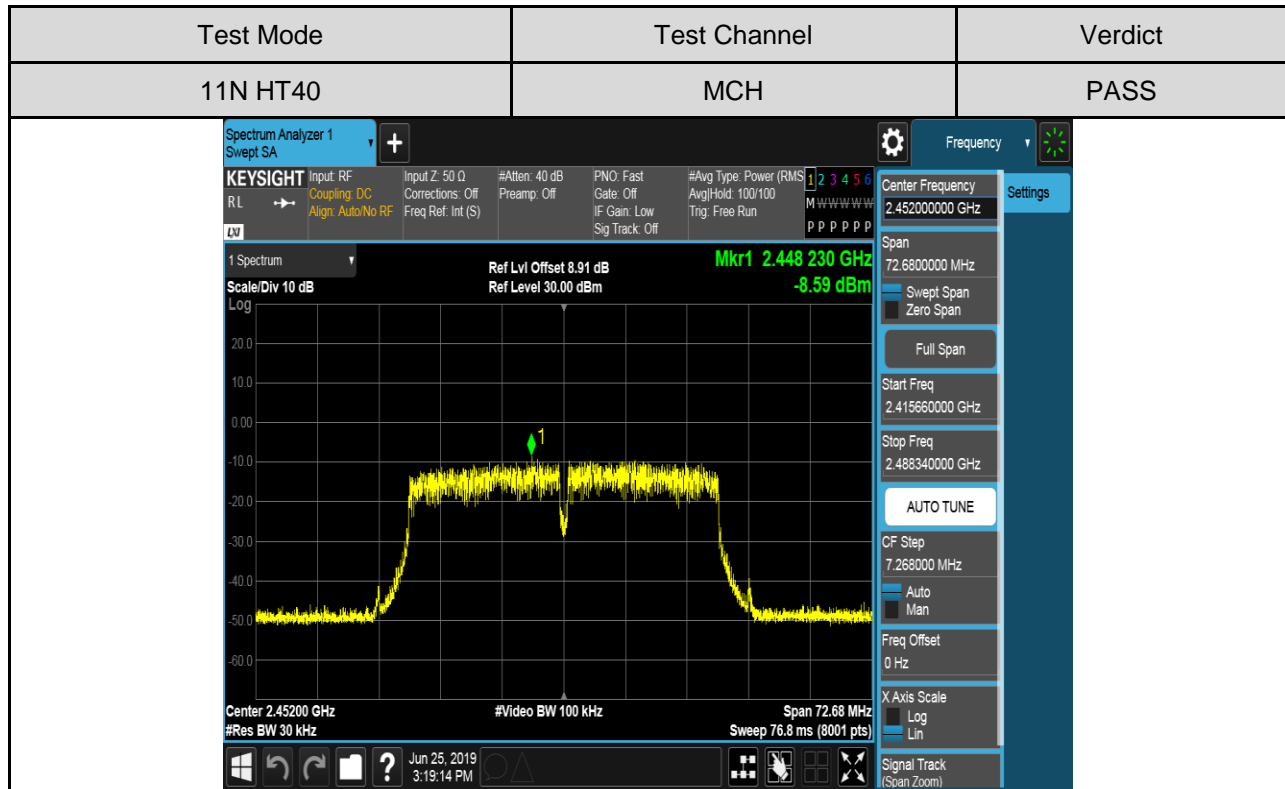 Test Mode Test Channel Verdict
11N HT40 MCH PASS
Spectrum Analyzer 1
Swept SA
+
Frequency
KEYSIGHT
RL
LXI
Input: RF
Coupling: DC
Align: Auto/No RF
Input Z: 50 Ω
Corrections: Off
Freq Ref: Int (S)
#Atten: 40 dB
Preamp: Off
PNO: Fast
Gate: Off
IF Gain: Low
Sig Track: Off
#Avg Type: Power (RMS
Avg|Hold: 100/100
Trig: Free Run
1 2 3 4 5 6
M W W W W W
P P P P P P
1 Spectrum
Scale/Div 10 dB
Log
Ref Lvl Offset 8.91 dB
Ref Level 30.00 dBm
Mkr1 2.448 230 GHz
-8.59 dBm
20.0
10.0
0.00
-10.0
-20.0
-30.0
-40.0
-50.0
-60.0
1
Center 2.45200 GHz
#Res BW 30 kHz
#Video BW 100 kHz
Span 72.68 MHz
Sweep 76.8 ms (8001 pts)
Center Frequency
2.452000000 GHz
Settings
Span
72.6800000 MHz
Swept Span
Zero Span
Full Span
Start Freq
2.415660000 GHz
Stop Freq
2.488340000 GHz
AUTO TUNE
CF Step
7.268000 MHz
Auto
Man
Freq Offset
0 Hz
X Axis Scale
Log
Lin
Signal Track
(Span Zoom)
?
Jun 25, 2019
3:19:14 PM